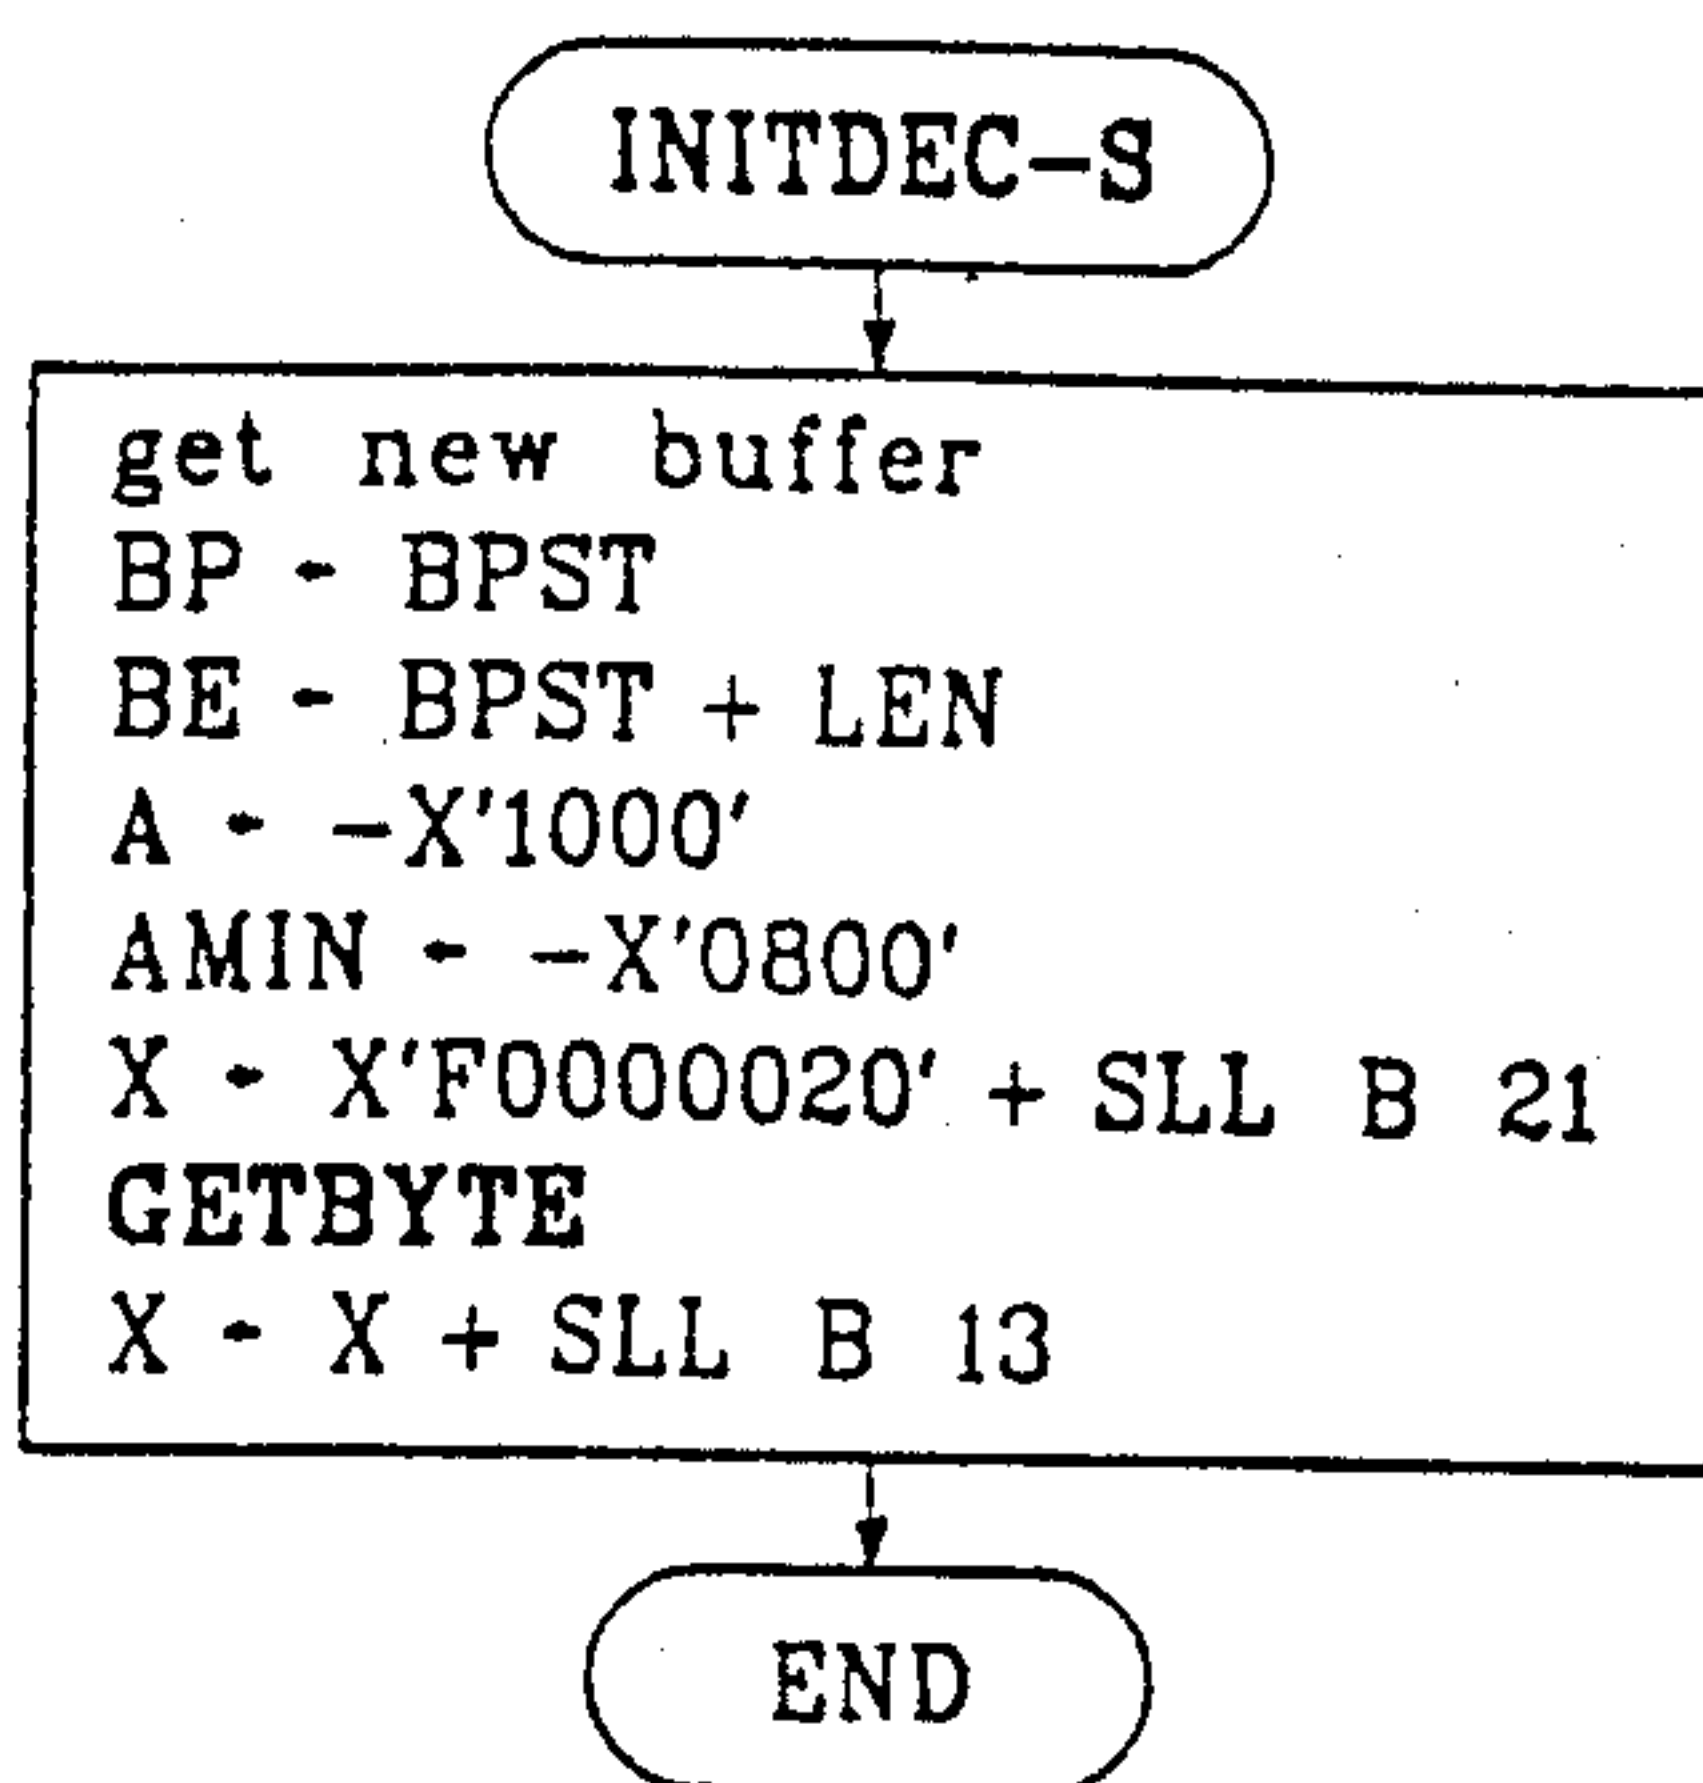 INITDEC-S
get new buffer
BP ← BPST
BE ← BPST + LEN
A ← -X'1000'
AMIN ← -X'0800'
X ← X'F0000020' + SLL B 21
GETBYTE
X ← X + SLL B 13
END